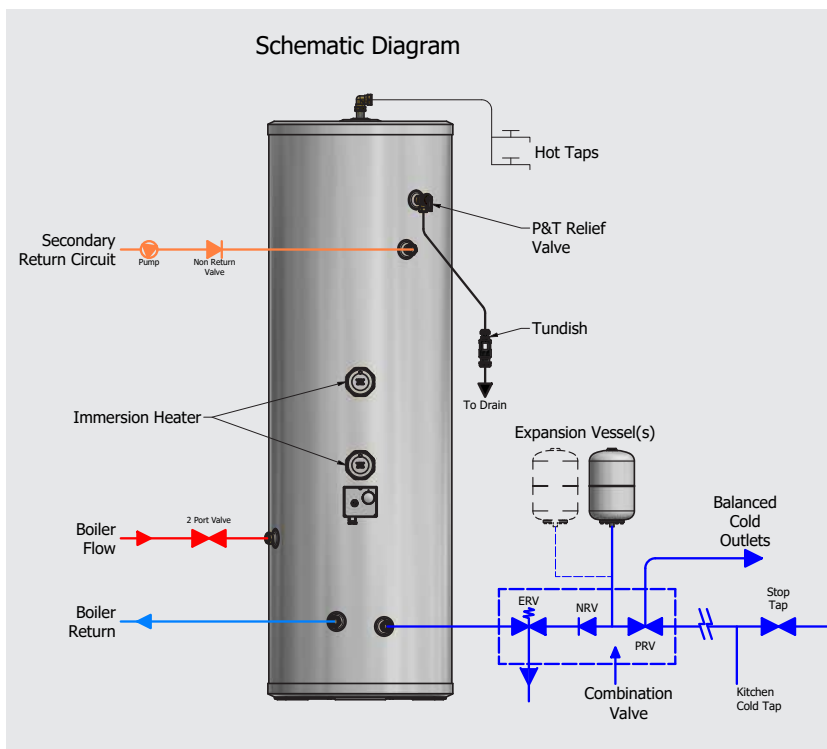 Schematic Diagram
Hot Taps
P&T Relief
Valve
Secondary
Return Circuit
Pump
Non Return
Valve
Tundish
To Drain
Immersion Heater
Expansion Vessel(s)
2 Port Valve
Boiler
Flow
Balanced
Cold
Outlets
Stop
Tap
ERV
NRV
PRV
Boiler
Return
Combination
Valve
Kitchen
Cold Tap